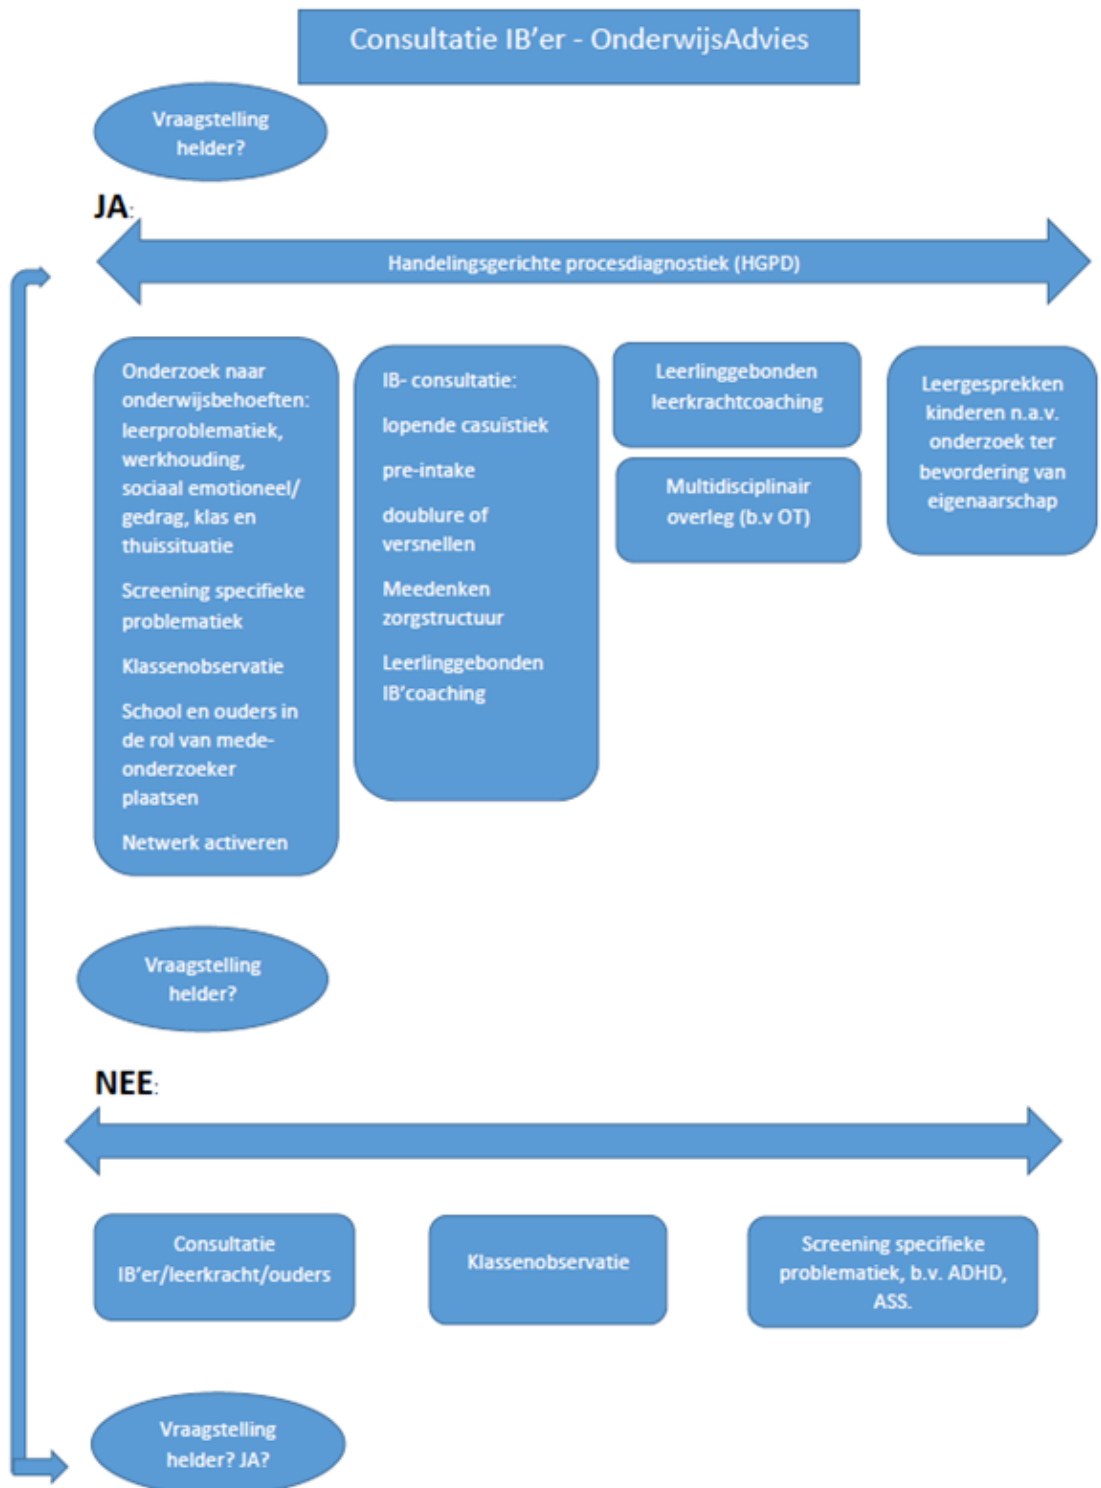 Consultatie IB'er - OnderwijsAdvies
Vraagstelling
helder?
JA:
Handelingsgerichte procesdiagnostiek (HGPD)
Onderzoek naar
onderwijsbehoeften:
leerproblematiek,
werkhouding,
sociaal emotioneel/
gedrag, klas en
thuissituatie
Screening specifieke
problematiek
Klassenobservatie
School en ouders in
de rol van mede-
onderzoeker
plaatsen
Netwerk activeren
IB- consultatie:
lopende casuïstiek
pre-intake
doublure of
versnellen
Meedenken
zorgstructuur
Leerlinggebonden
IB'coaching
Leerlinggebonden
leerkrachtcoaching
Multidisciplinair
overleg (b.v OT)
Leergesprekken
kinderen n.a.v.
onderzoek ter
bevordering van
eigenaarschap
Vraagstelling
helder?
NEE:
Consultatie
IB'er/leerkracht/ouders
Klassenobservatie
Screening specifieke
problematiek, b.v. ADHD,
ASS.
Vraagstelling
helder? JA?